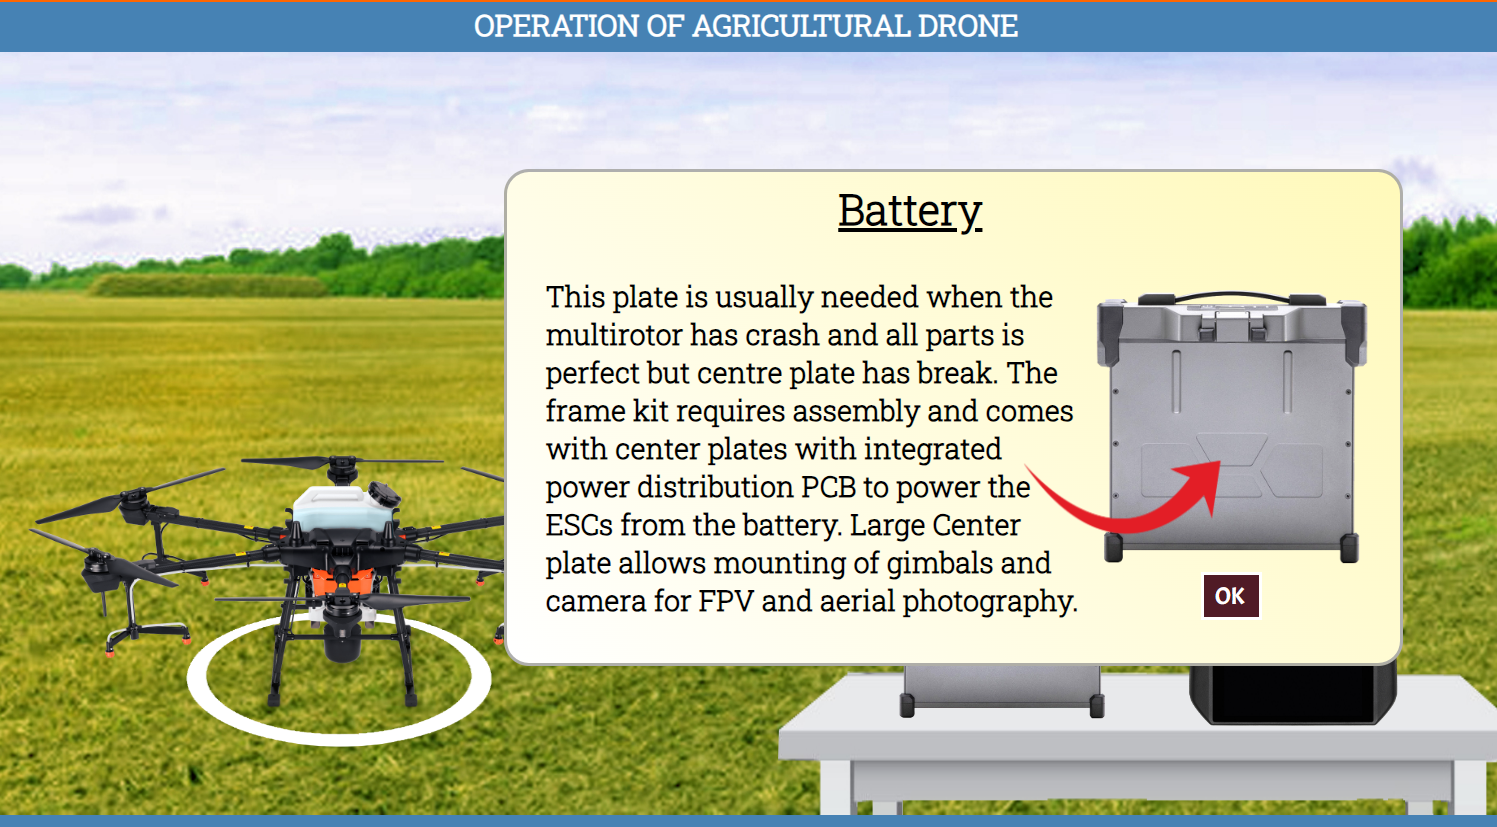 OPERATION OF AGRICULTURAL DRONE
Battery
This plate is usually needed when the
multirotor has crash and all parts is
perfect but centre plate has break. The
frame kit requires assembly and comes
with center plates with integrated
power distribution PCB to power the
ESCs from the battery. Large Center
plate allows mounting of gimbals and
camera for FPV and aerial photography.
OK